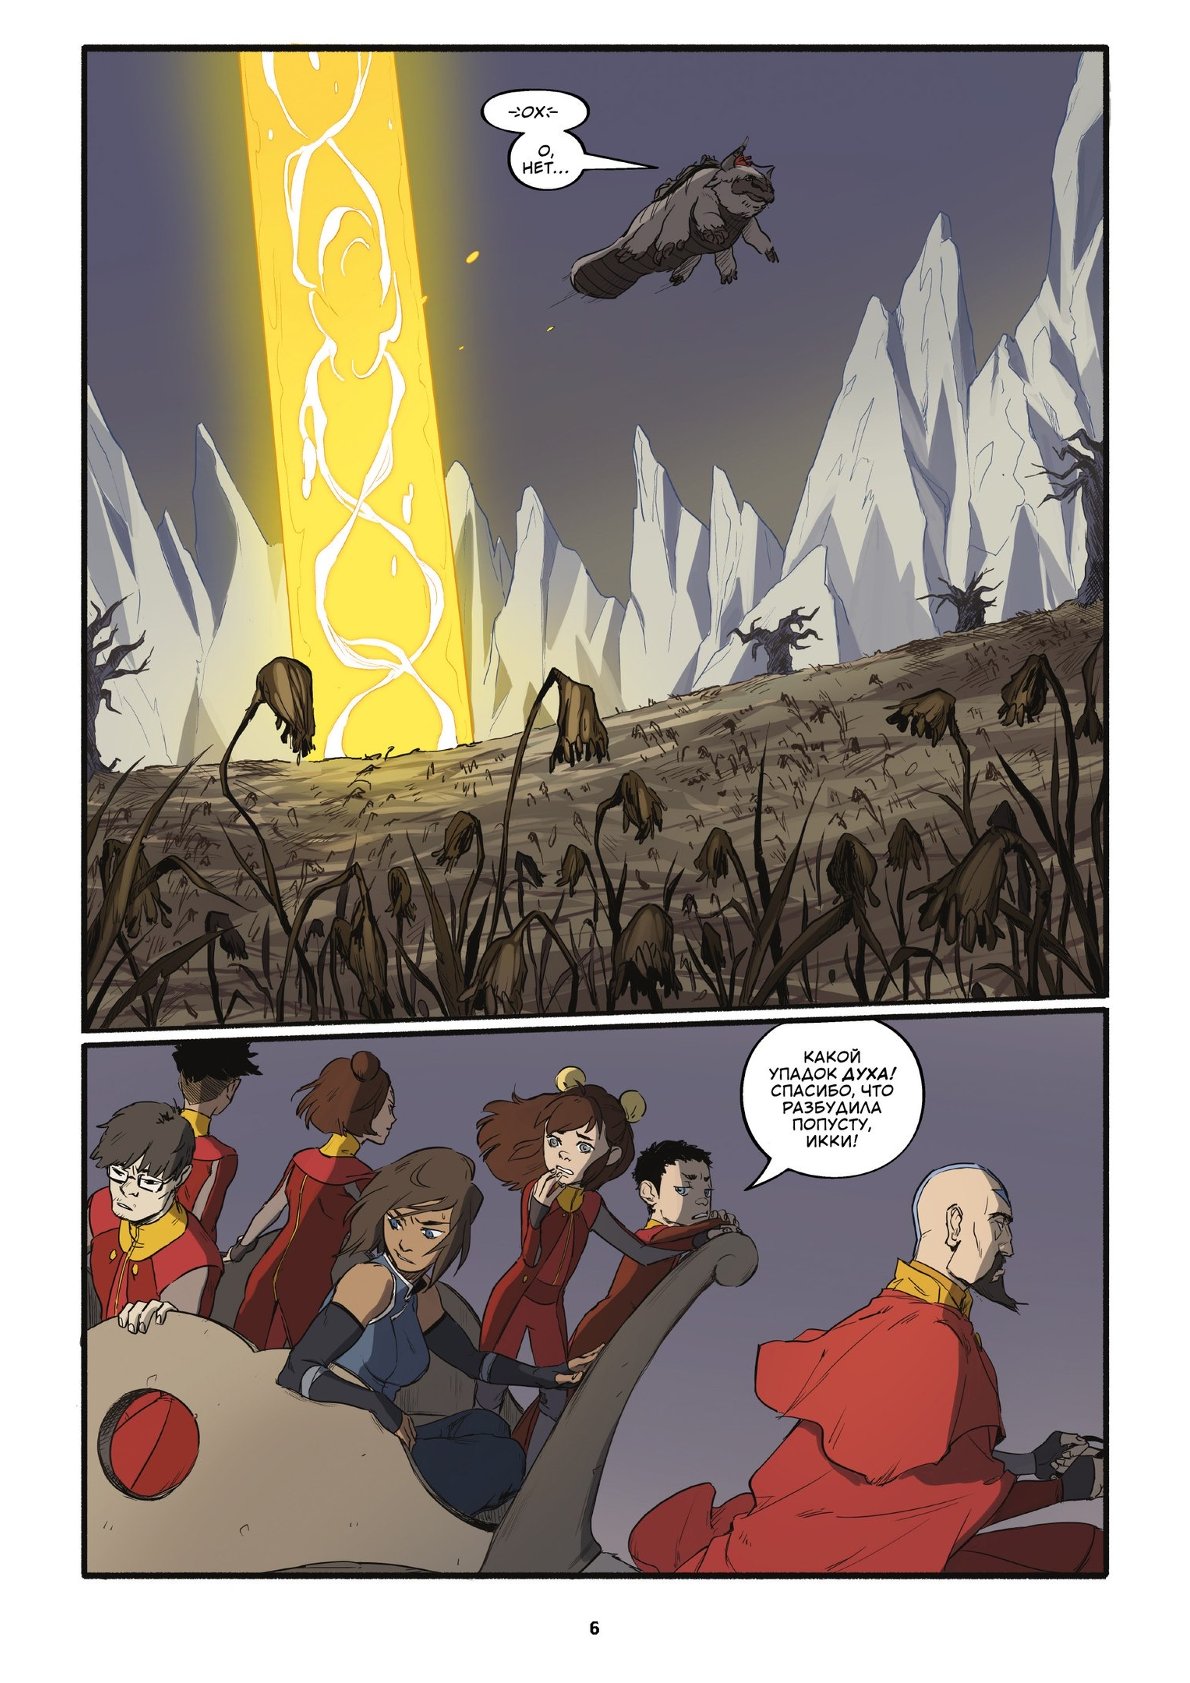 -ОХ-
О,
НЕТ...
КАКОЙ
УПАДОК ДУХА!
СПАСИБО, ЧТО
РАЗБУДИЛА
ПОПУСТУ,
ИККИ!
6